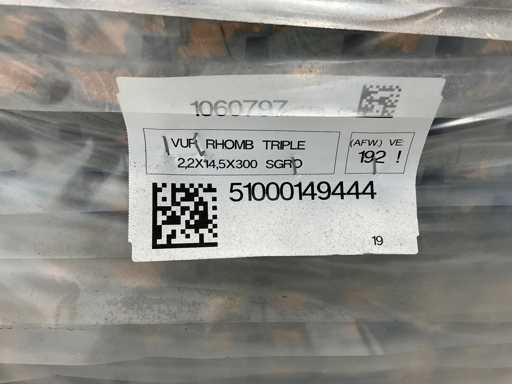 1060797
VUR RHOMB TRIPLE
2,2X14,5X300 SGRD
(AFW.) VE:
192 !
51000149444
19